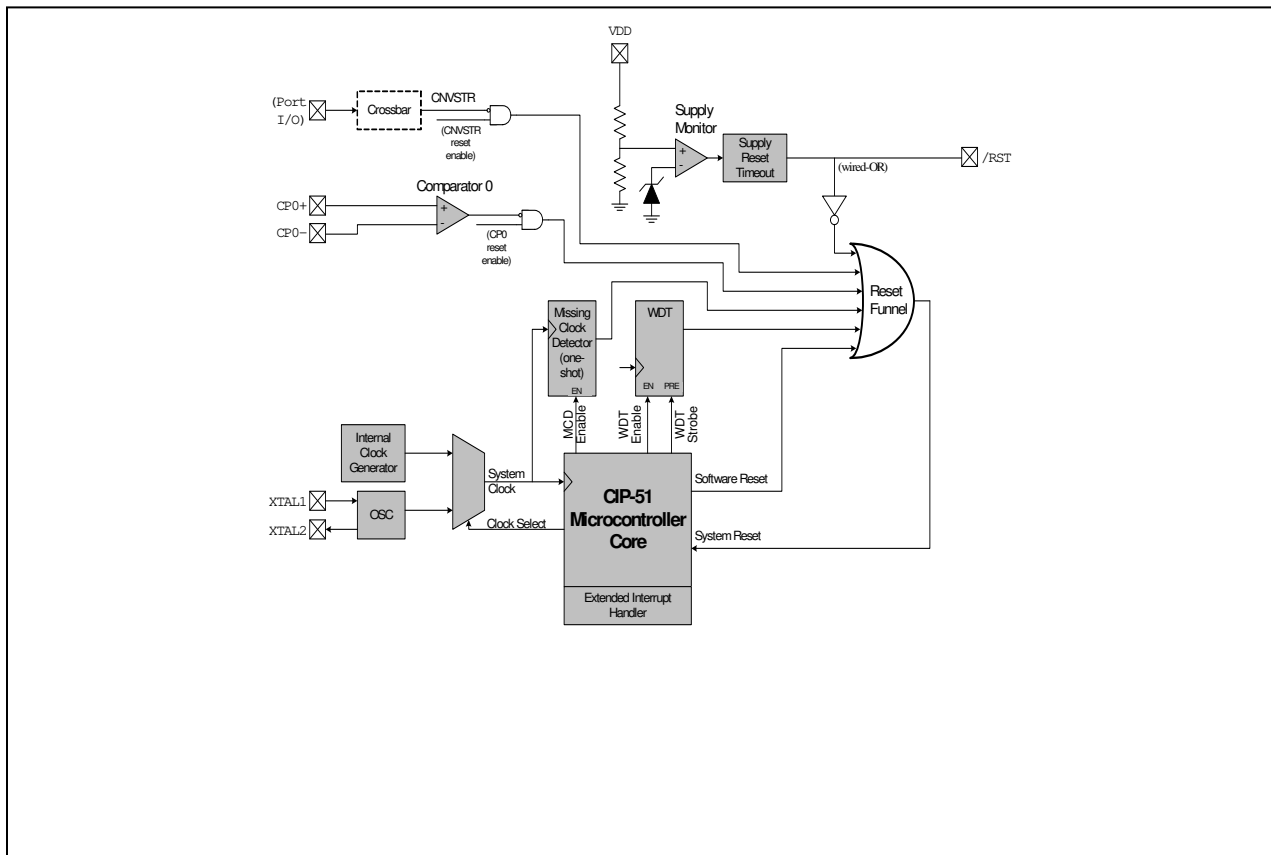 VDD
(Port
I/O)
Crossbar
CNVSTR
(CNVSTR
reset
enable)
Supply
Monitor
+
-
Supply
Reset
Timeout
(wired-OR)
/RST
CP0+
CP0-
Comparator 0
+
-
(CP0
reset
enable)
Reset
Funnel
Missing
Clock
Detector
(one-
shot)
EN
WDT
EN
PRE
MCD
Enable
WDT
Enable
WDT
Strobe
Internal
Clock
Generator
System
Clock
XTAL1
XTAL2
OSC
Clock Select
CIP-51
Microcontroller
Core
Software Reset
System Reset
Extended Interrupt
Handler